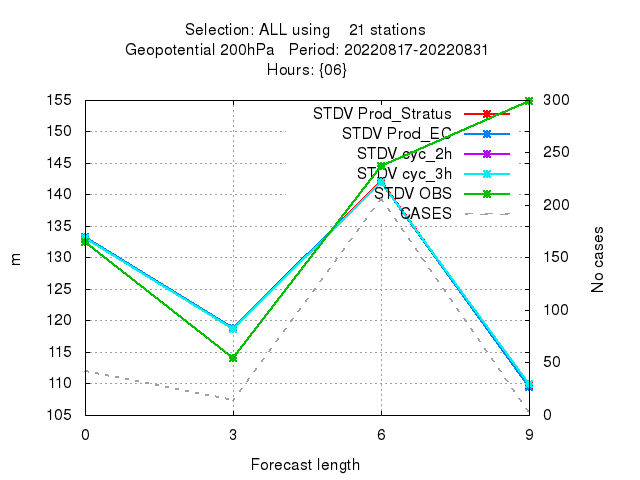 Selection: ALL using    21 stations
Geopotential 200hPa   Period: 20220817-20220831
Hours: {06}
155 300
STDV Prod_Stratus
150
STDV Prod_EC
145 250
STDV cyc_2h
STDV cyc_3h
140 200
STDV OBS
CASES
135
130 150
125
120 100
115 50
110
105 0
m
No cases
0 3 6 9
Forecast length